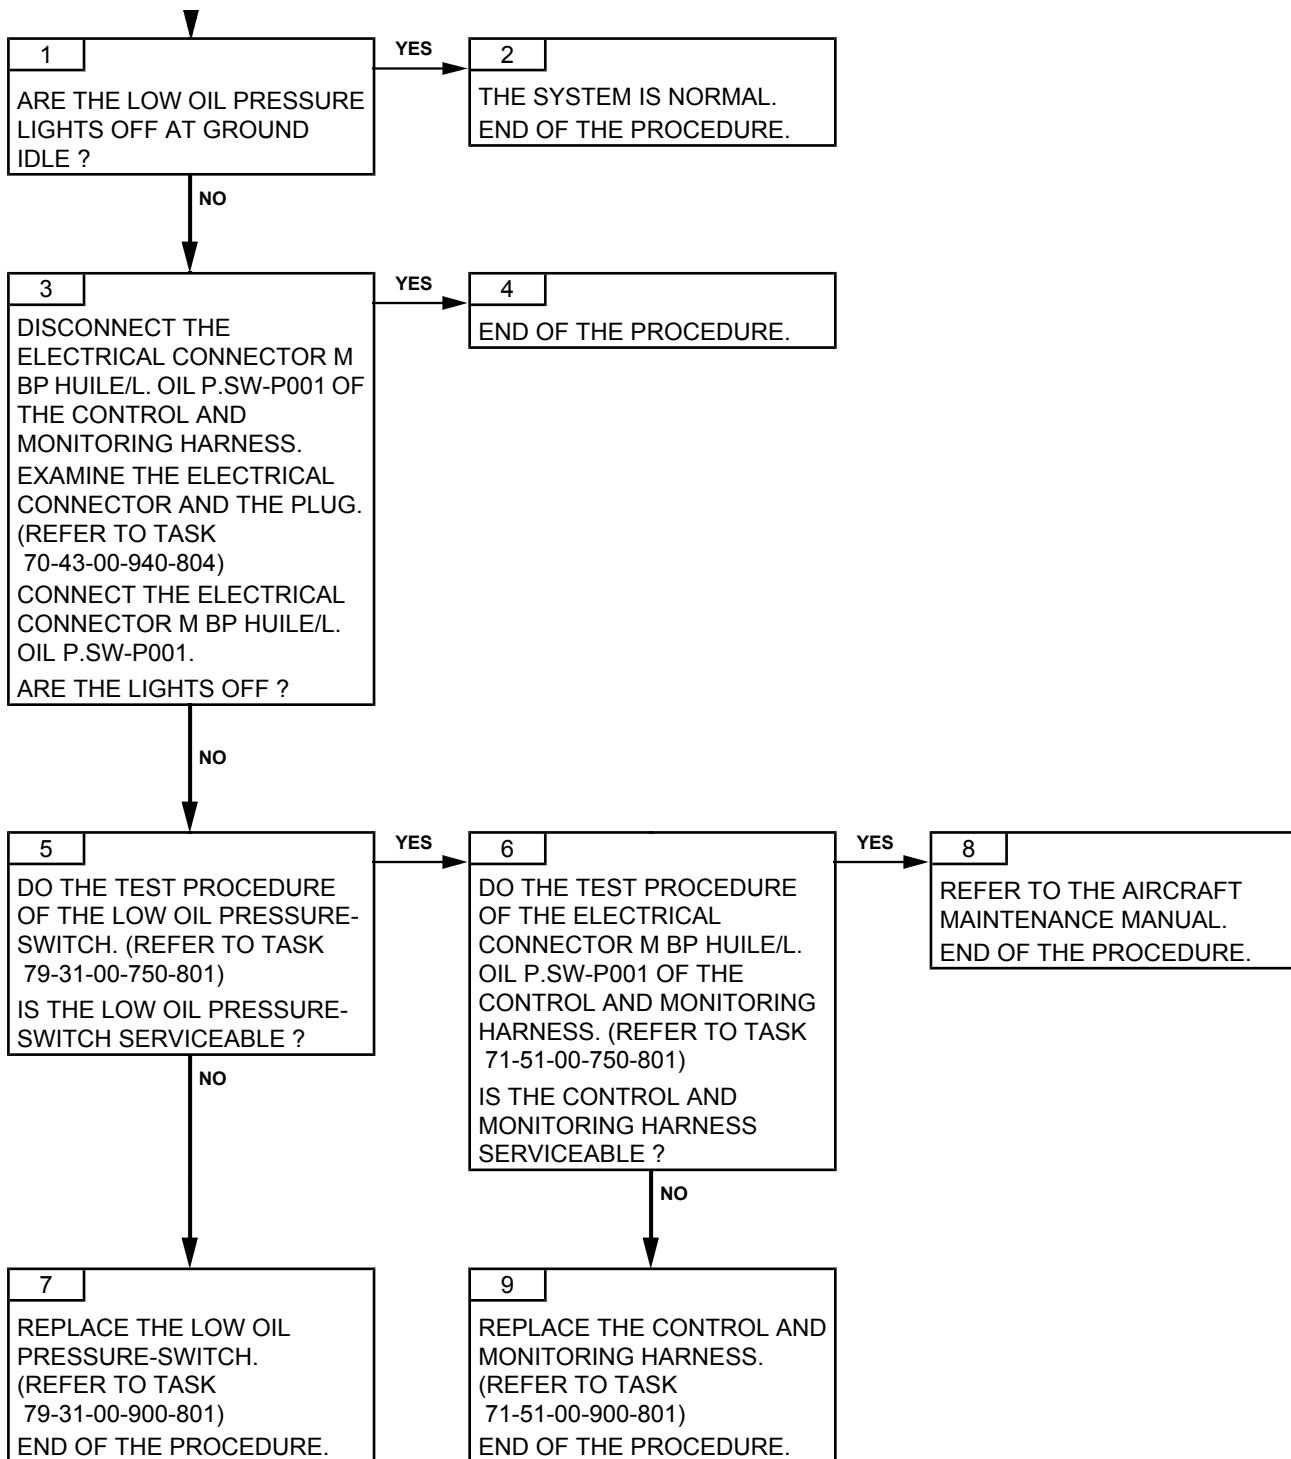 1
ARE THE LOW OIL PRESSURE
LIGHTS OFF AT GROUND
IDLE ?
YES
2
THE SYSTEM IS NORMAL.
END OF THE PROCEDURE.
NO
3
DISCONNECT THE
ELECTRICAL CONNECTOR M
BP HUILE/L. OIL P.SW-P001 OF
THE CONTROL AND
MONITORING HARNESS.
EXAMINE THE ELECTRICAL
CONNECTOR AND THE PLUG.
(REFER TO TASK
70-43-00-940-804)
CONNECT THE ELECTRICAL
CONNECTOR M BP HUILE/L.
OIL P.SW-P001.
ARE THE LIGHTS OFF ?
YES
4
END OF THE PROCEDURE.
NO
5
DO THE TEST PROCEDURE
OF THE LOW OIL PRESSURE-
SWITCH. (REFER TO TASK
79-31-00-750-801)
IS THE LOW OIL PRESSURE-
SWITCH SERVICEABLE ?
YES
6
DO THE TEST PROCEDURE
OF THE ELECTRICAL
CONNECTOR M BP HUILE/L.
OIL P.SW-P001 OF THE
CONTROL AND MONITORING
HARNESS. (REFER TO TASK
71-51-00-750-801)
IS THE CONTROL AND
MONITORING HARNESS
SERVICEABLE ?
YES
8
REFER TO THE AIRCRAFT
MAINTENANCE MANUAL.
END OF THE PROCEDURE.
NO
NO
7
REPLACE THE LOW OIL
PRESSURE-SWITCH.
(REFER TO TASK
79-31-00-900-801)
END OF THE PROCEDURE.
9
REPLACE THE CONTROL AND
MONITORING HARNESS.
(REFER TO TASK
71-51-00-900-801)
END OF THE PROCEDURE.